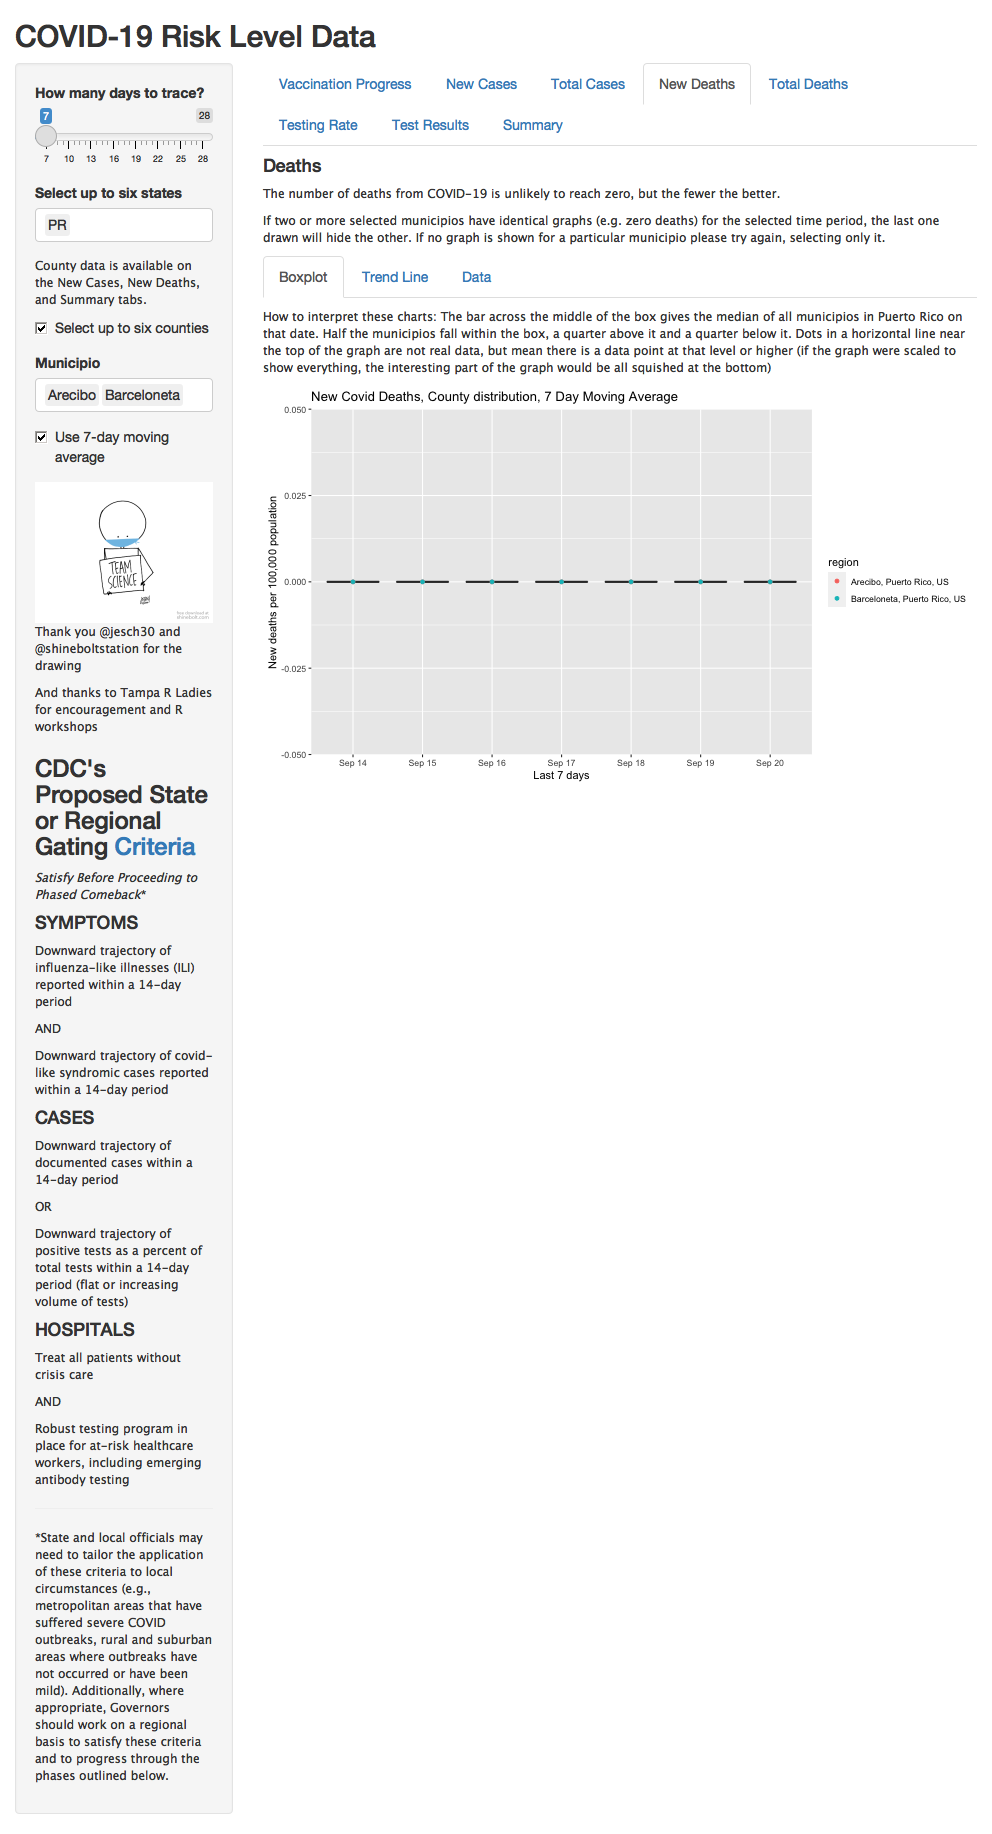 COVID-19 Risk Level Data
How many days to trace?
7
28
7 10 13 16 19 22 25 28
Select up to six states
PR
County data is available on
the New Cases, New Deaths,
and Summary tabs.
Select up to six counties
Municipio
Arecibo Barceloneta
Use 7-day moving
average
TEAM
SCIENCE
Thank you @jesch30 and
@shineboltstation for the
drawing
And thanks to Tampa R Ladies
for encouragement and R
workshops
CDC's
Proposed State
or Regional
Gating Criteria
Satisfy Before Proceeding to
Phased Comeback*
SYMPTOMS
Downward trajectory of
influenza-like illnesses (ILI)
reported within a 14-day
period
AND
Downward trajectory of covid-
like syndromic cases reported
within a 14-day period
CASES
Downward trajectory of
documented cases within a
14-day period
OR
Downward trajectory of
positive tests as a percent of
total tests within a 14-day
period (flat or increasing
volume of tests)
HOSPITALS
Treat all patients without
crisis care
AND
Robust testing program in
place for at-risk healthcare
workers, including emerging
antibody testing
*State and local officials may
need to tailor the application
of these criteria to local
circumstances (e.g.,
metropolitan areas that have
suffered severe COVID
outbreaks, rural and suburban
areas where outbreaks have
not occurred or have been
mild). Additionally, where
appropriate, Governors
should work on a regional
basis to satisfy these criteria
and to progress through the
phases outlined below.
Vaccination Progress New Cases Total Cases New Deaths Total Deaths
Testing Rate Test Results Summary
Deaths
The number of deaths from COVID-19 is unlikely to reach zero, but the fewer the better.
If two or more selected municipios have identical graphs (e.g. zero deaths) for the selected time period, the last one
drawn will hide the other. If no graph is shown for a particular municipio please try again, selecting only it.
Boxplot Trend Line Data
How to interpret these charts: The bar across the middle of the box gives the median of all municipios in Puerto Rico on
that date. Half the municipios fall within the box, a quarter above it and a quarter below it. Dots in a horizontal line near
the top of the graph are not real data, but mean there is a data point at that level or higher (if the graph were scaled to
show everything, the interesting part of the graph would be all squished at the bottom)
New Covid Deaths, County distribution, 7 Day Moving Average
New deaths per 100,000 population
0.050
0.025
0.000
-0.025
-0.050
Sep 14 Sep 15 Sep 16 Sep 17 Sep 18 Sep 19 Sep 20
Last 7 days
region
Arecibo, Puerto Rico, US
Barceloneta, Puerto Rico, US